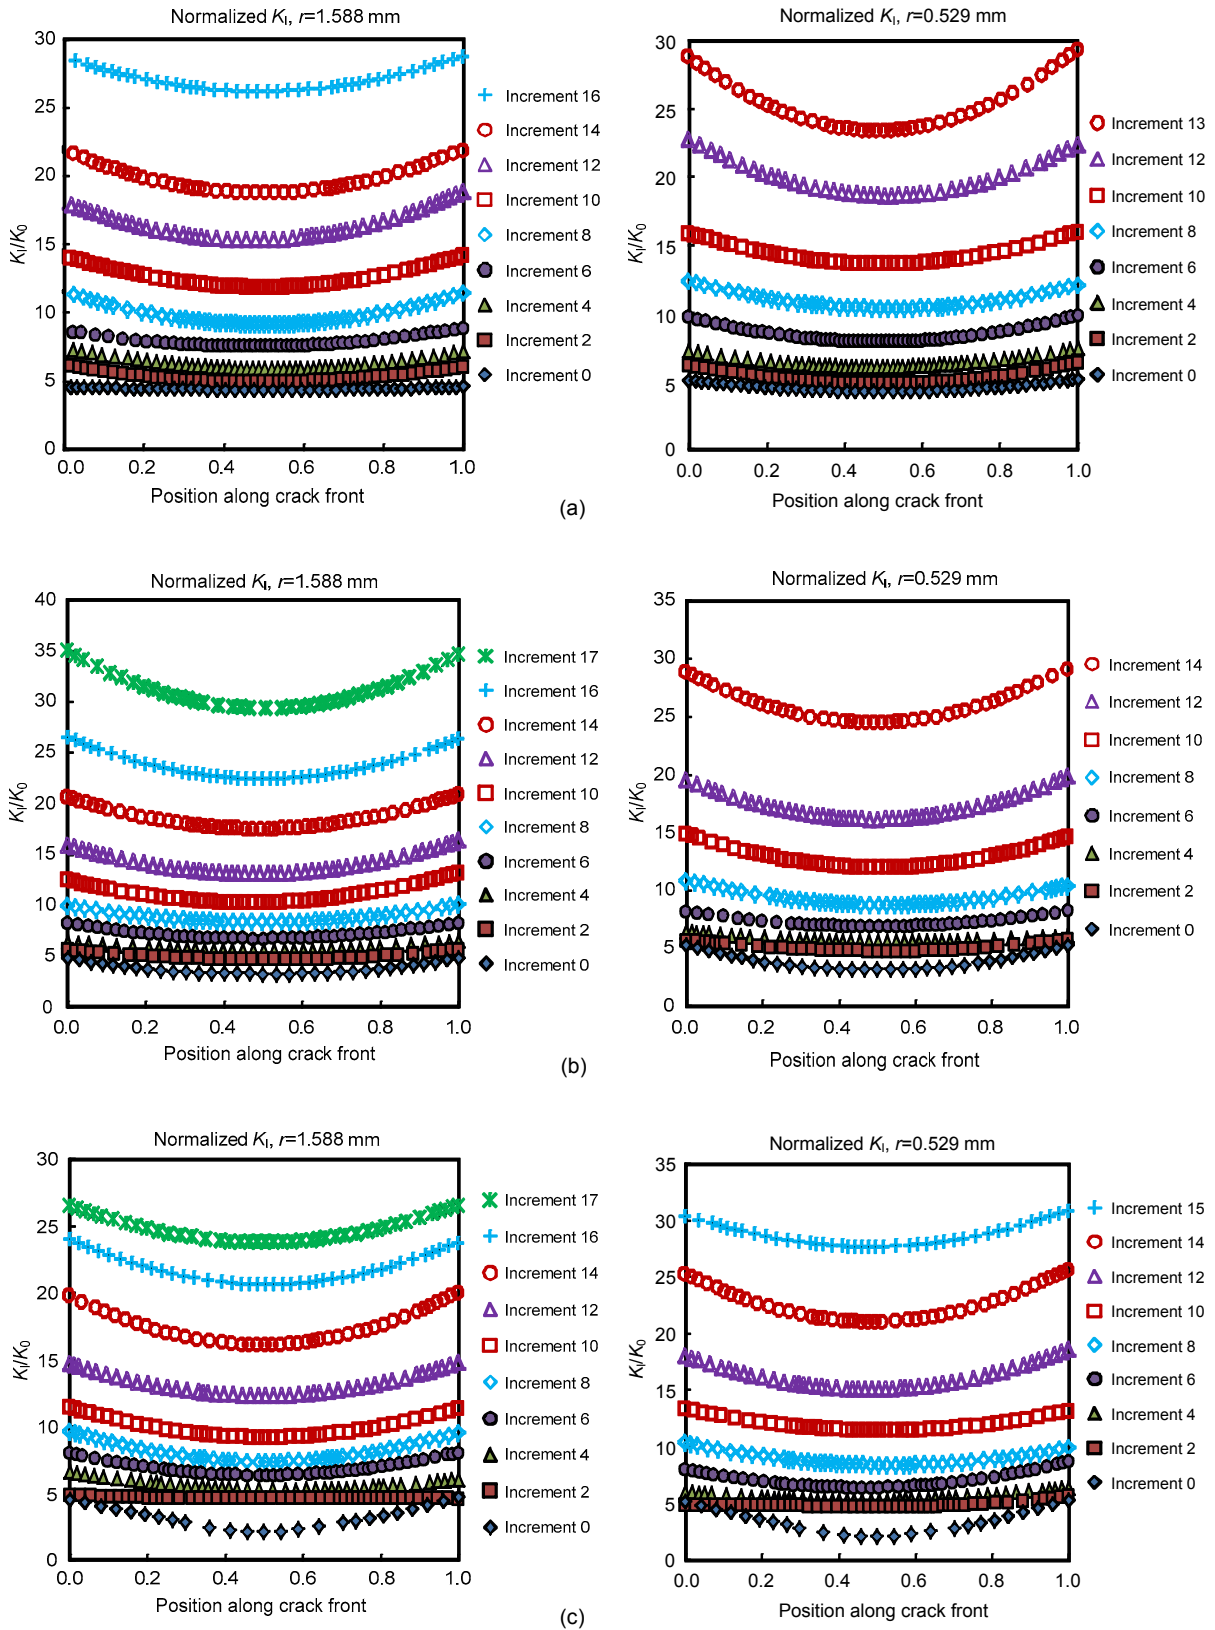 Normalized KI, r=1.588 mm
30
25
20
15
10
5
0
KI/K0
0.0 0.2 0.4 0.6 0.8 1.0
Position along crack front
Increment 16
Increment 14
Increment 12
Increment 10
Increment 8
Increment 6
Increment 4
Increment 2
Increment 0
Normalized KI, r=0.529 mm
30
25
20
15
10
5
0
KI/K0
0.0 0.2 0.4 0.6 0.8 1.0
Position along crack front
Increment 13
Increment 12
Increment 10
Increment 8
Increment 6
Increment 4
Increment 2
Increment 0
(a)
Normalized KI, r=1.588 mm
40
35
30
25
20
15
10
5
0
KI/K0
0.0 0.2 0.4 0.6 0.8 1.0
Position along crack front
Increment 17
Increment 16
Increment 14
Increment 12
Increment 10
Increment 8
Increment 6
Increment 4
Increment 2
Increment 0
Normalized KI, r=0.529 mm
35
30
25
20
15
10
5
0
KI/K0
0.0 0.2 0.4 0.6 0.8 1.0
Position along crack front
Increment 14
Increment 12
Increment 10
Increment 8
Increment 6
Increment 4
Increment 2
Increment 0
(b)
Normalized KI, r=1.588 mm
30
25
20
15
10
5
0
KI/K0
0.0 0.2 0.4 0.6 0.8 1.0
Position along crack front
Increment 17
Increment 16
Increment 14
Increment 12
Increment 10
Increment 8
Increment 6
Increment 4
Increment 2
Increment 0
Normalized KI, r=0.529 mm
35
30
25
20
15
10
5
0
KI/K0
0.0 0.2 0.4 0.6 0.8 1.0
Position along crack front
Increment 15
Increment 14
Increment 12
Increment 10
Increment 8
Increment 6
Increment 4
Increment 2
Increment 0
(c)